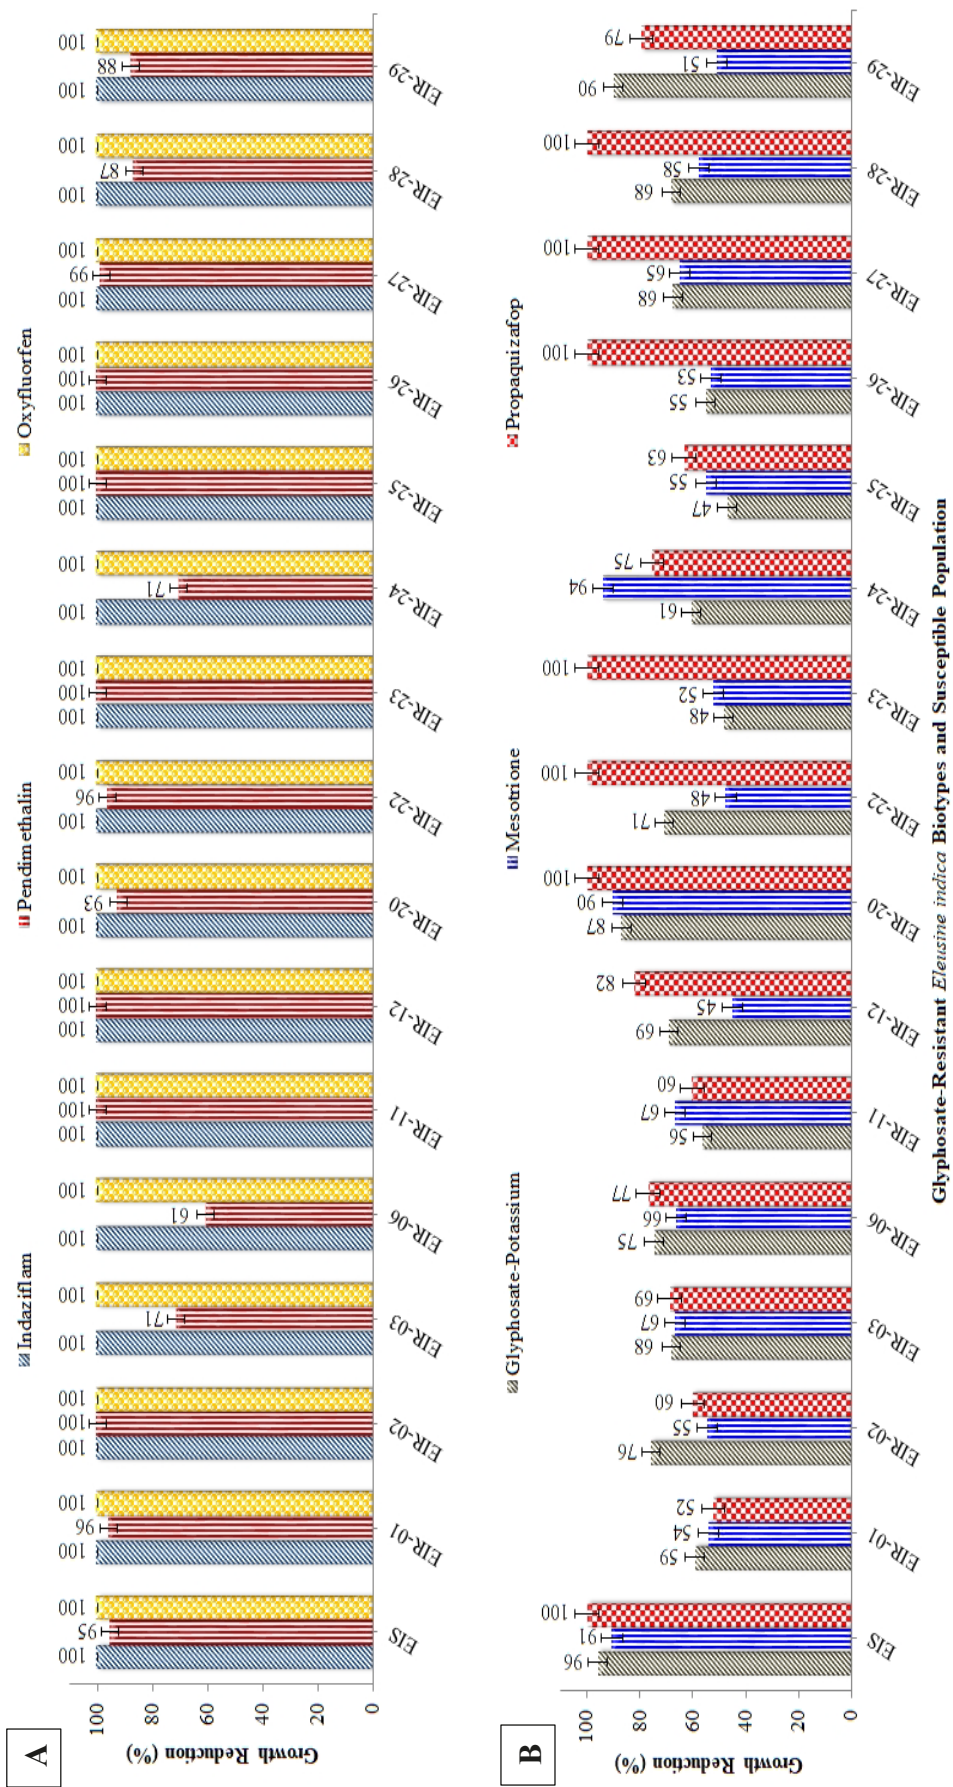 A
Indaziflam Pendimethalin Oxyfluorfen
Growth Reduction (%)
100
80
60
40
20
0
100 95 100
100 96 100
100 100 100
100 71 100
100 61 100
100 100 100
100 100 100
100 93 100
100 96 100
100 100 100
100 71 100
100 100 100
100 100 100
100 99 100
100 87 100
100 88 100
EIS EIR-01 EIR-02 EIR-03 EIR-06 EIR-11 EIR-12 EIR-20 EIR-22 EIR-23 EIR-24 EIR-25 EIR-26 EIR-27 EIR-28 EIR-29
B
Glyphosate-Potassium Mesotrione Propaquizafop
Growth Reduction (%)
100
80
60
40
20
0
96 91 100
59 54 52
76 55 60
68 67 69
75 66 77
56 67 60
69 45 82
87 90 100
71 48 100
48 52 100
61 94 75
47 55 63
55 53 100
68 65 100
68 58 100
90 51 79
EIS EIR-01 EIR-02 EIR-03 EIR-06 EIR-11 EIR-12 EIR-20 EIR-22 EIR-23 EIR-24 EIR-25 EIR-26 EIR-27 EIR-28 EIR-29
Glyphosate-Resistant Eleusine indica Biotypes and Susceptible Population